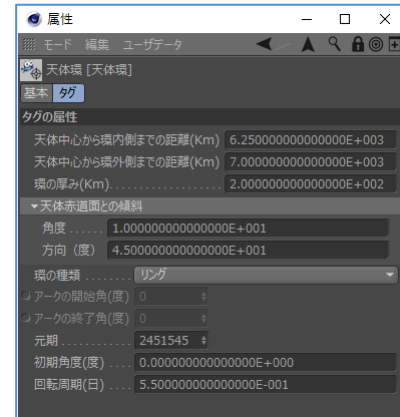 属性
モード 編集 ユーザデータ
天体環 [天体環]
基本 タグ
タグの属性
天体中心から環内側までの距離(Km) 6.250000000000000E+003
天体中心から環外側までの距離(Km) 7.000000000000000E+003
環の厚み(Km)................ 2.000000000000000E+002
▼天体赤道面との傾斜
角度...... 1.000000000000000E+001
方向（度） 4.500000000000000E+001
環の種類........ リング
アークの開始角(度) 0
アークの終了角(度) 0
元期............ 2451545
初期角度(度).... 0.000000000000000E+000
回転周期(日).... 5.500000000000000E-001